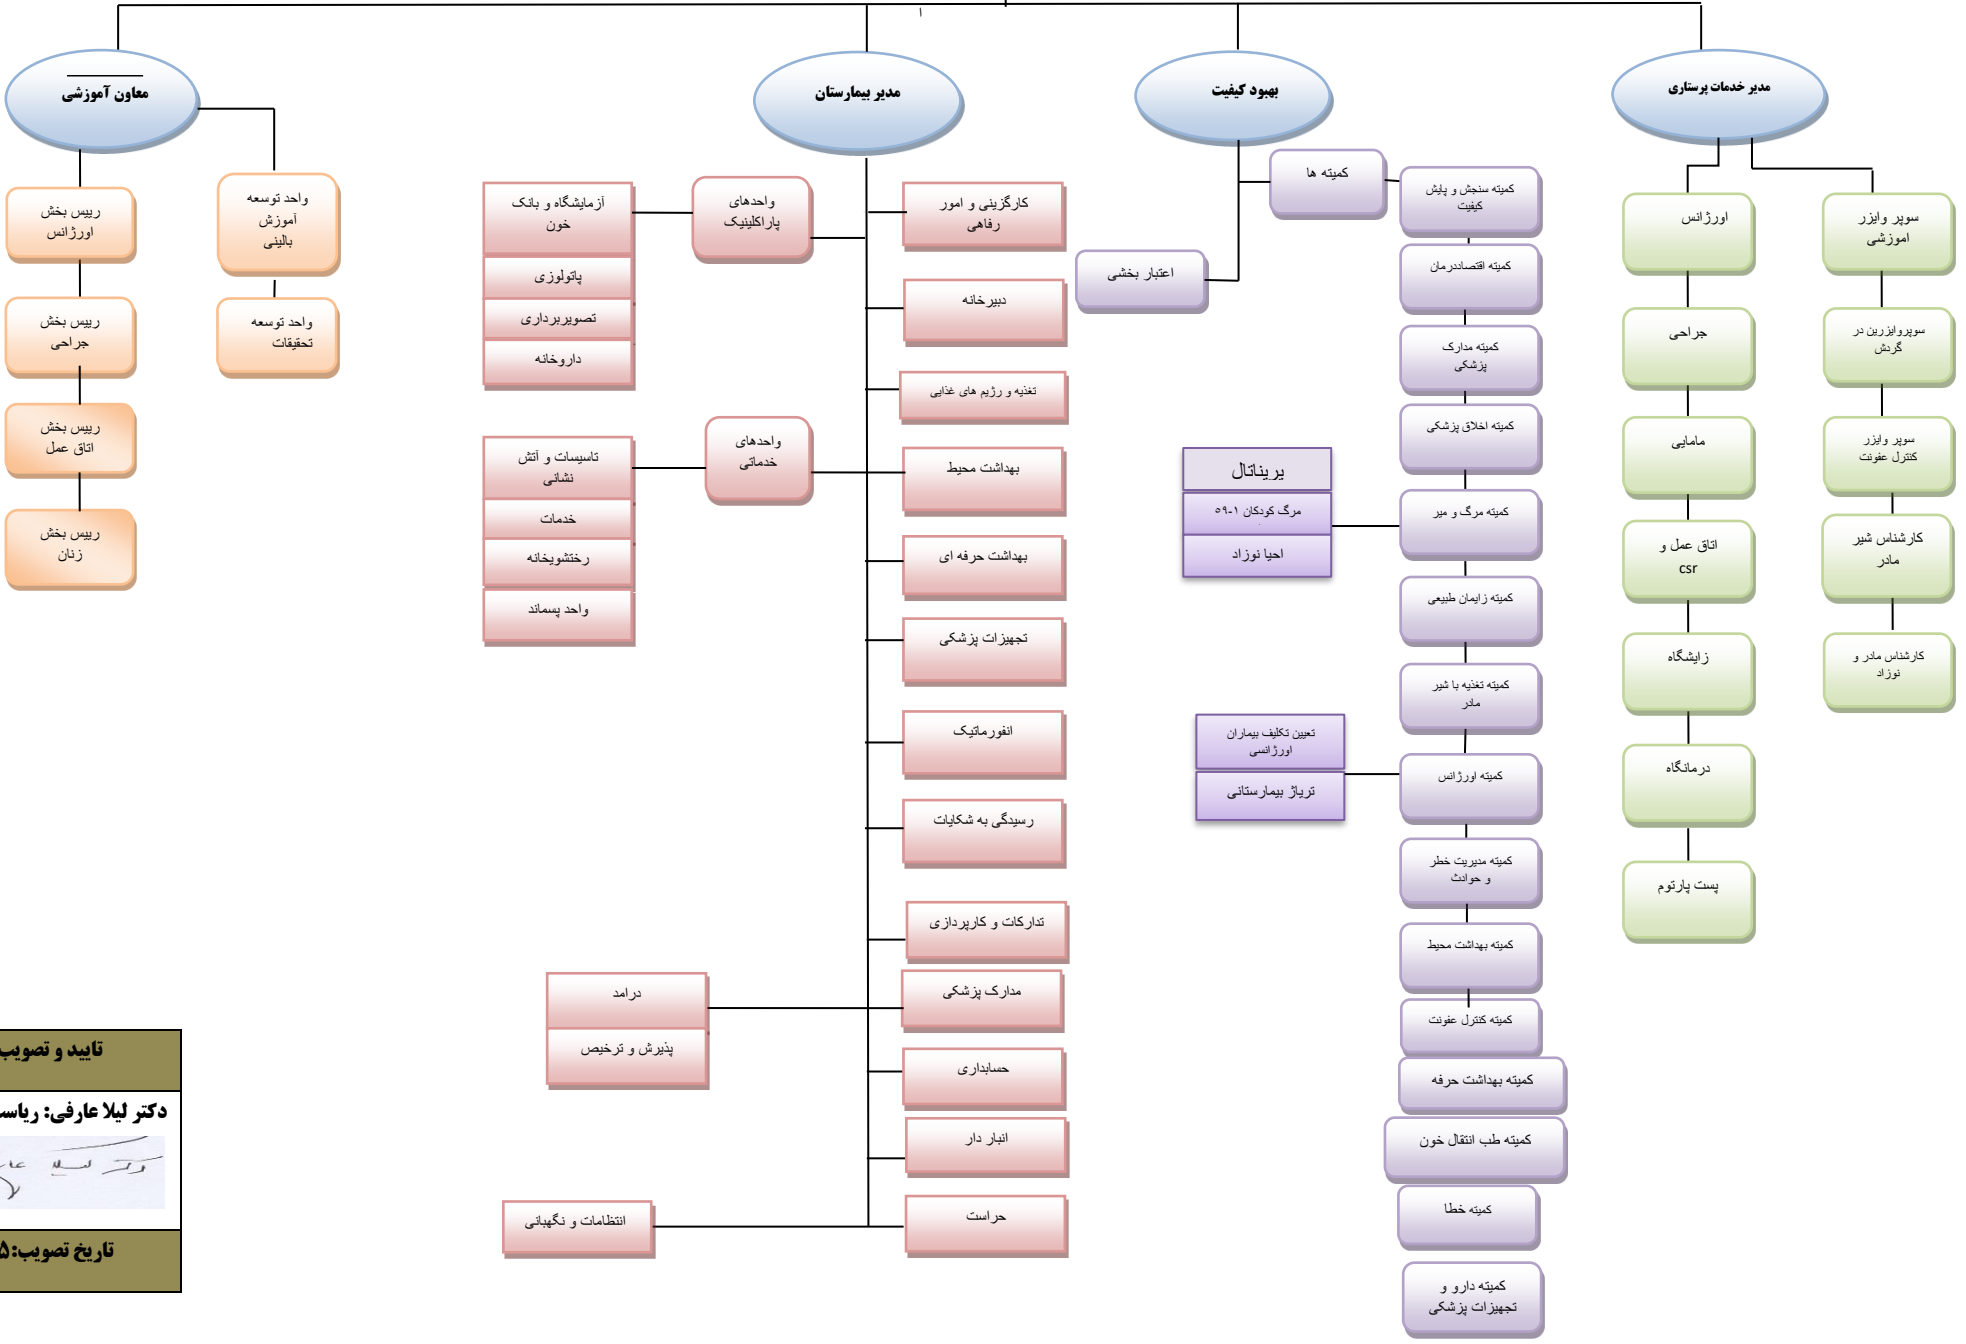 مدیر خدمات پرستاری
بهبود کیفیت
مدیر بیمارستان
معاون آموزشی
سوپر وایزر
اموزشی
سوپروایزرین در
گردش
سوپر وایزر
کنترل عفونت
کارشناس شیر
مادر
کارشناس مادر و
نوزاد
اورژانس
جراحی
مامایی
اتاق عمل و
csr
زایشگاه
درمانگاه
پست پارتوم
کمیته ها
اعتبار بخشی
کمیته سنجش و پایش
کیفیت
کمیته اقتصاددرمان
کمیته مدارک
پزشکی
کمیته اخلاق پزشکی
کمیته مرگ و میر
کمیته زایمان طبیعی
کمیته تغذیه با شیر
مادر
کمیته اورژانس
کمیته مدیریت خطر
و حوادث
کمیته بهداشت محیط
کمیته کنترل عفونت
کمیته بهداشت حرفه
کمیته طب انتقال خون
کمیته خطا
کمیته دارو و
تجهیزات پزشکی
پریناتال
مرگ کودکان ۱-۵۹
احیا نوزاد
تعیین تکلیف بیماران
اورژانسی
تریاژ بیمارستانی
کارگزینی و امور
رفاهی
دبیرخانه
تغذیه و رژیم های غذایی
بهداشت محیط
بهداشت حرفه ای
تجهیزات پزشکی
انفورماتیک
رسیدگی به شکایات
تدارکات و کارپردازی
مدارک پزشکی
حسابداری
انبار دار
حراست
واحدهای
پاراکلینیک
آزمایشگاه و بانک
خون
پاتولوزی
تصویربرداری
داروخانه
واحدهای
خدماتی
تاسیسات و آتش
نشانی
خدمات
رختشویخانه
واحد پسماند
درامد
پذیرش و ترخیص
انتظامات و نگهبانی
واحد توسعه
آموزش
بالینی
واحد توسعه
تحقیقات
رییس بخش
اورژانس
رییس بخش
جراحی
رییس بخش
اتاق عمل
رییس بخش
زنان
تایید و تصویب
دکتر لیلا عارفی: ریاس
دکتر لیلا
تاریخ تصویب:۵